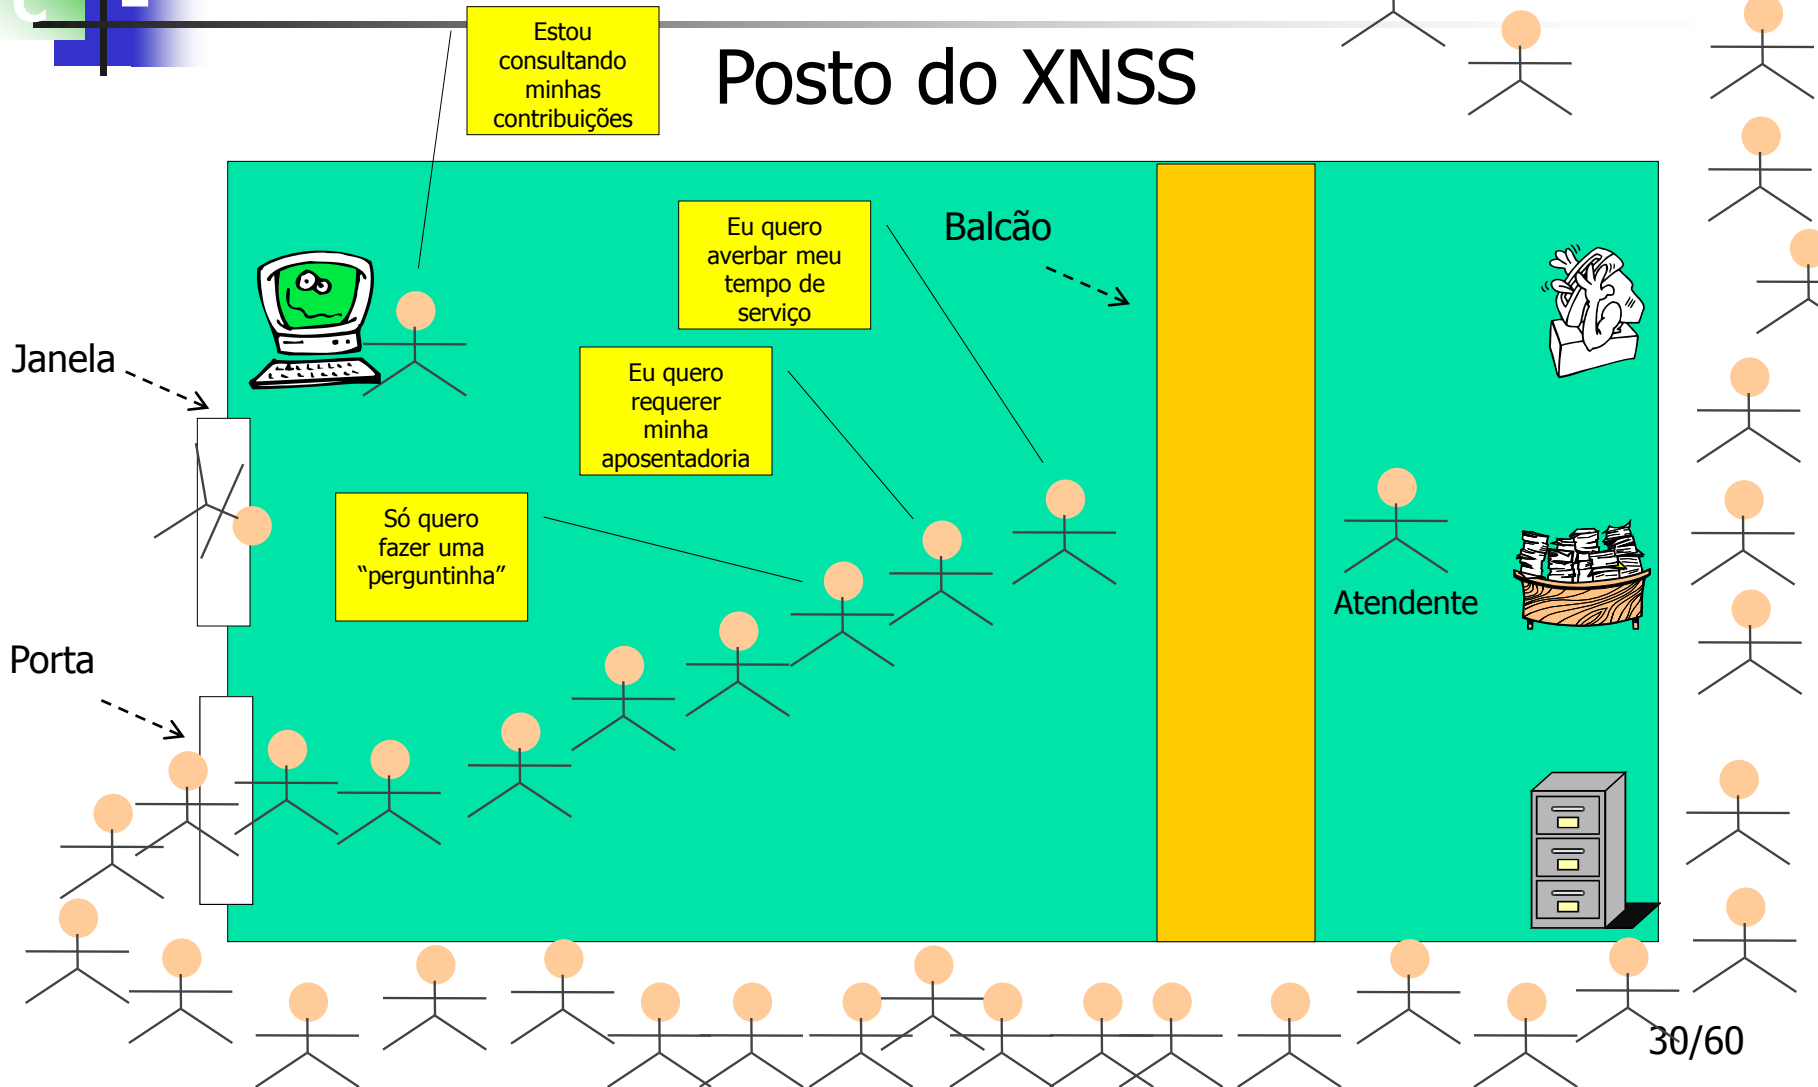 C
Estou
consultando
minhas
contribuições
Posto do XNSS
Eu quero
averbar meu
tempo de
serviço
Balcão
Janela
Eu quero
requerer
minha
aposentadoria
Só quero
fazer uma
“perguntinha”
Atendente
Porta
30/60